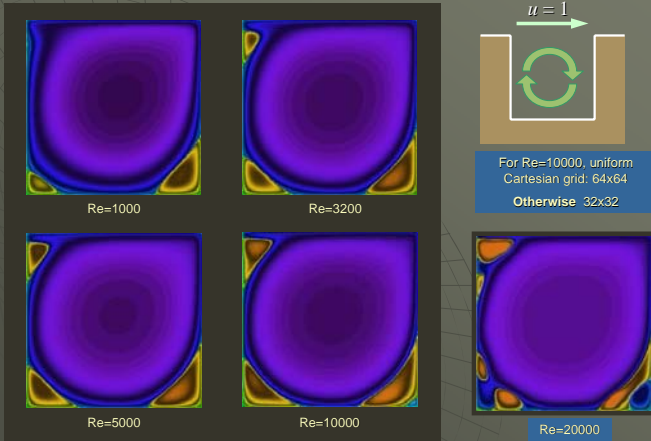 u = 1
Re=1000
Re=3200
For Re=10000, uniform
Cartesian grid: 64x64
Otherwise 32x32
Re=5000
Re=10000
Re=20000